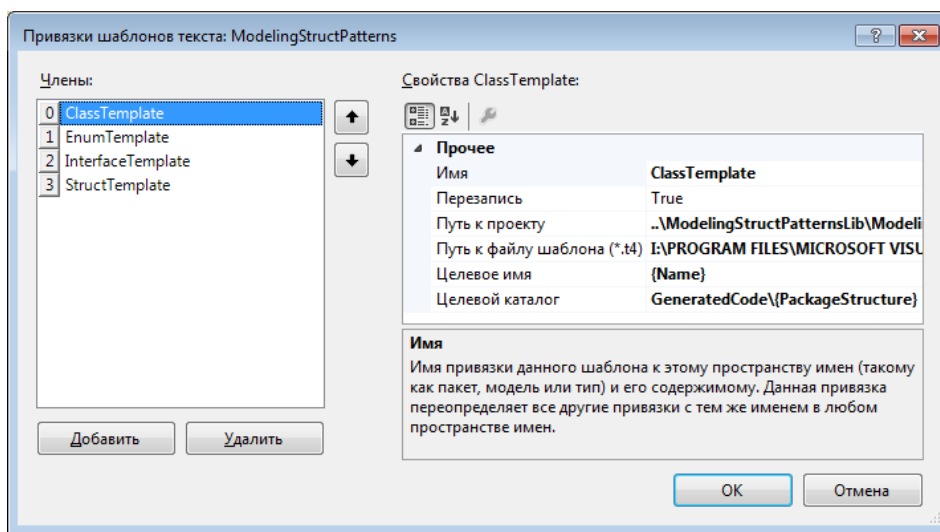 Привязки шаблонов текста: ModelingStructPatterns
Члены:
0 ClassTemplate
1 EnumTemplate
2 InterfaceTemplate
3 StructTemplate
Добавить Удалить
Свойства ClassTemplate:
Прочее
Имя ClassTemplate
Перезапись True
Путь к проекту ..\ModelingStructPatternsLib\Modeli
Путь к файлу шаблона (*.t4) I:\PROGRAM FILES\MICROSOFT VISU
Целевое имя {Name}
Целевой каталог GeneratedCode\{PackageStructure}
Имя
Имя привязки данного шаблона к этому пространству имен (такому
как пакет, модель или тип) и его содержимому. Данная привязка
переопределяет все другие привязки с тем же именем в любом
пространстве имен.
OK Отмена